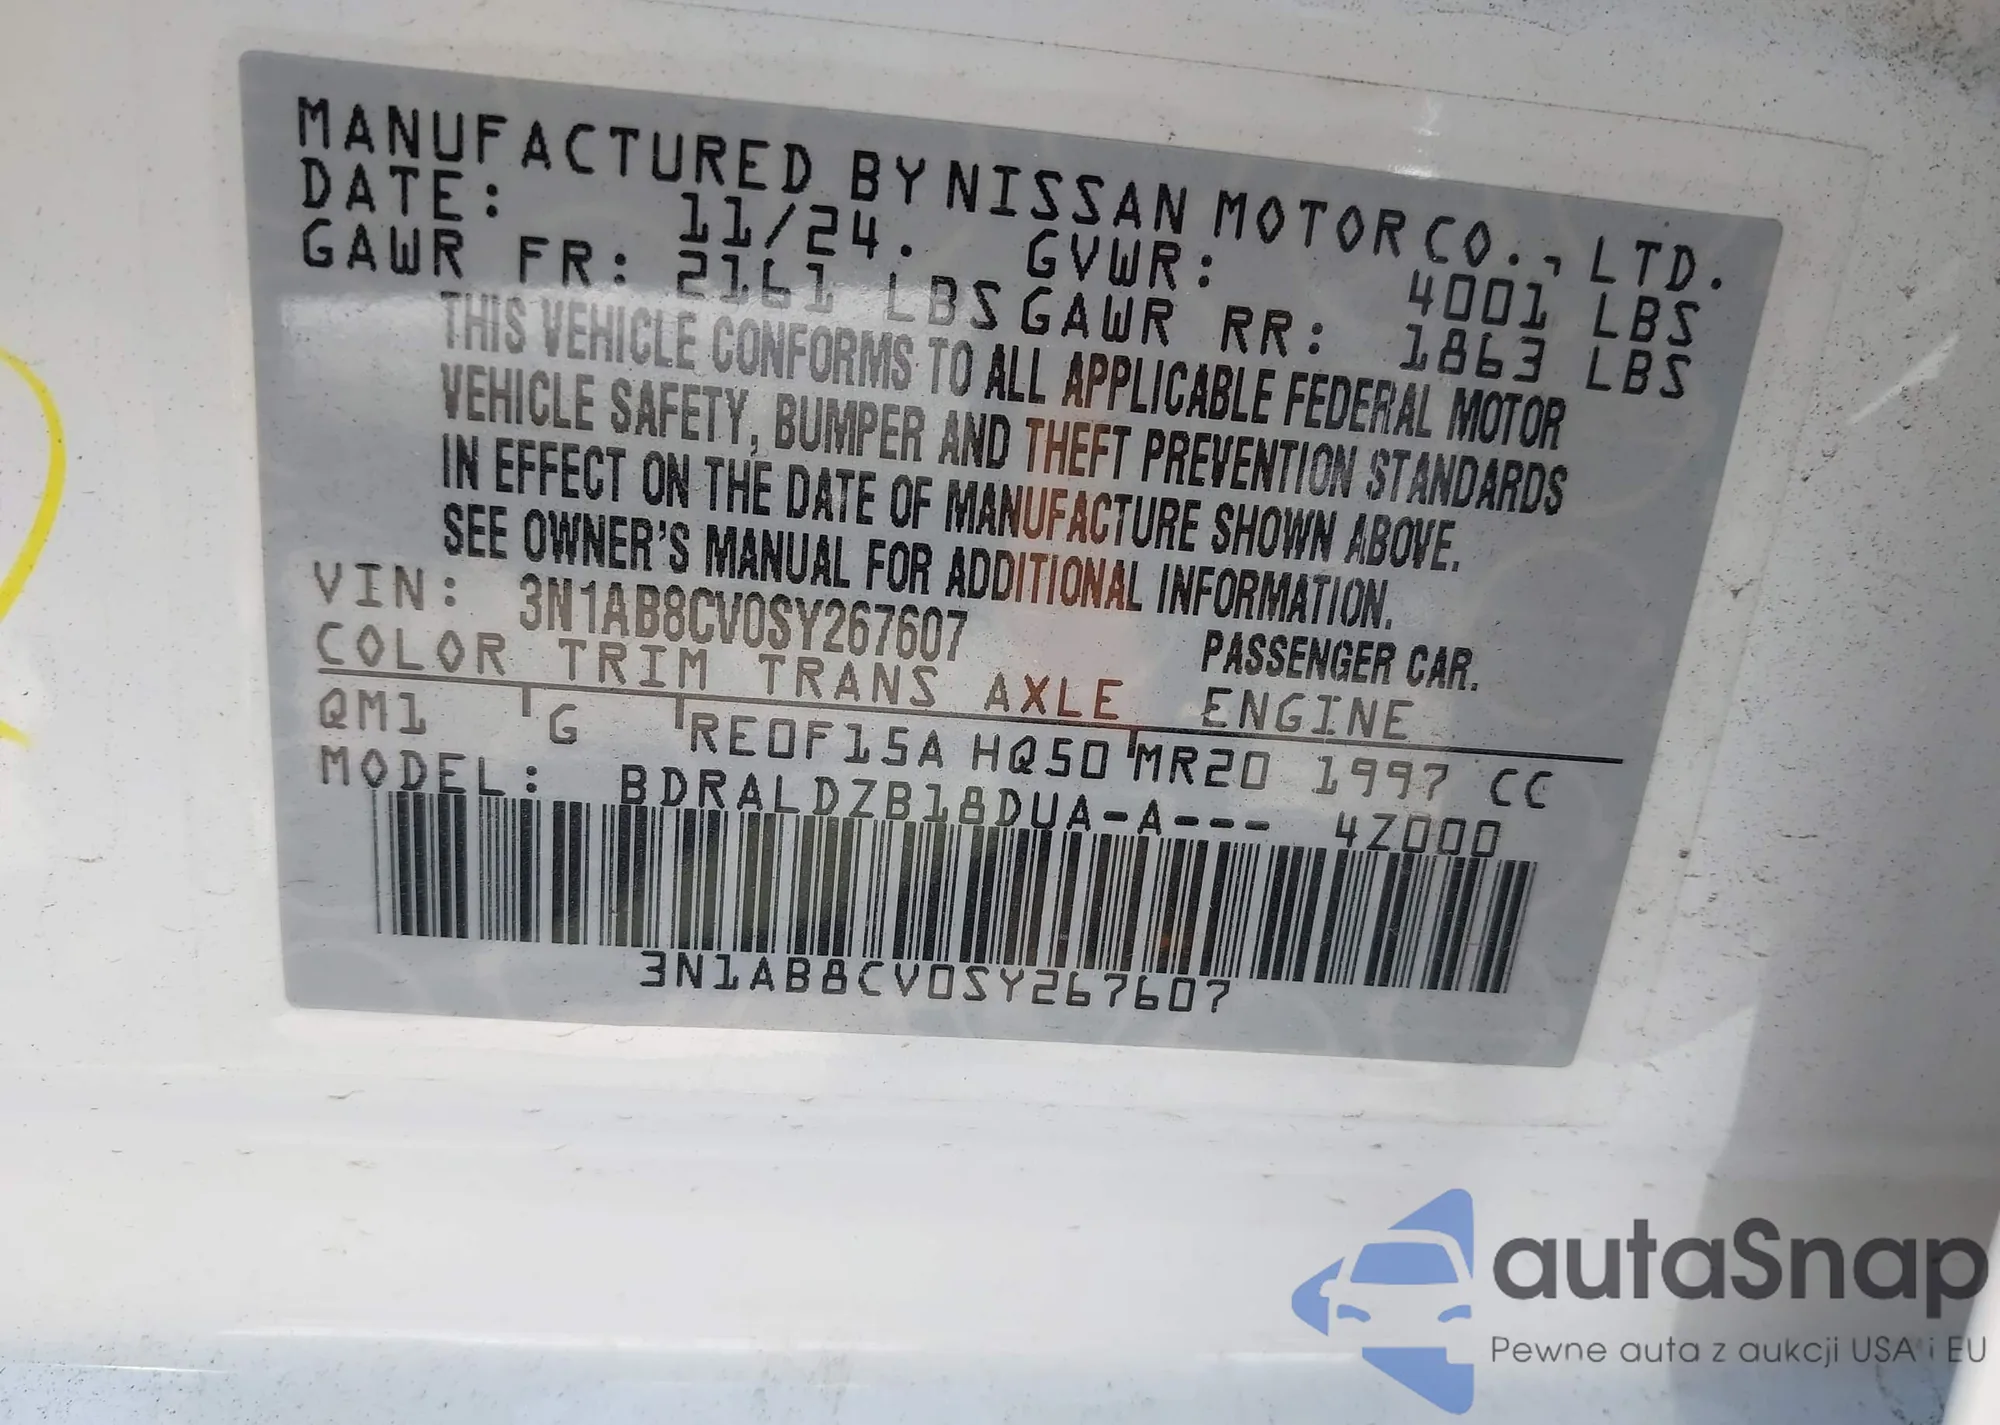 MANUFACTURED BY NISSAN MOTOR CO., LTD.
DATE: 11/24. GVWR: 4001 LBS
GAWR FR: 2161 LBS GAWR RR: 1863 LBS
THIS VEHICLE CONFORMS TO ALL APPLICABLE FEDERAL MOTOR
VEHICLE SAFETY, BUMPER AND THEFT PREVENTION STANDARDS
IN EFFECT ON THE DATE OF MANUFACTURE SHOWN ABOVE.
SEE OWNER'S MANUAL FOR ADDITIONAL INFORMATION.
VIN: 3N1AB8CV0SY267607 PASSENGER CAR.
COLOR TRIM TRANS AXLE ENGINE
QM1 G RE0F15A HQ50 MR20 1997 CC
MODEL: BDRALDZB18DUA-A--- 4Z000
3N1AB8CV0SY267607
autaSnap
Pewne auta z aukcji USA i EU